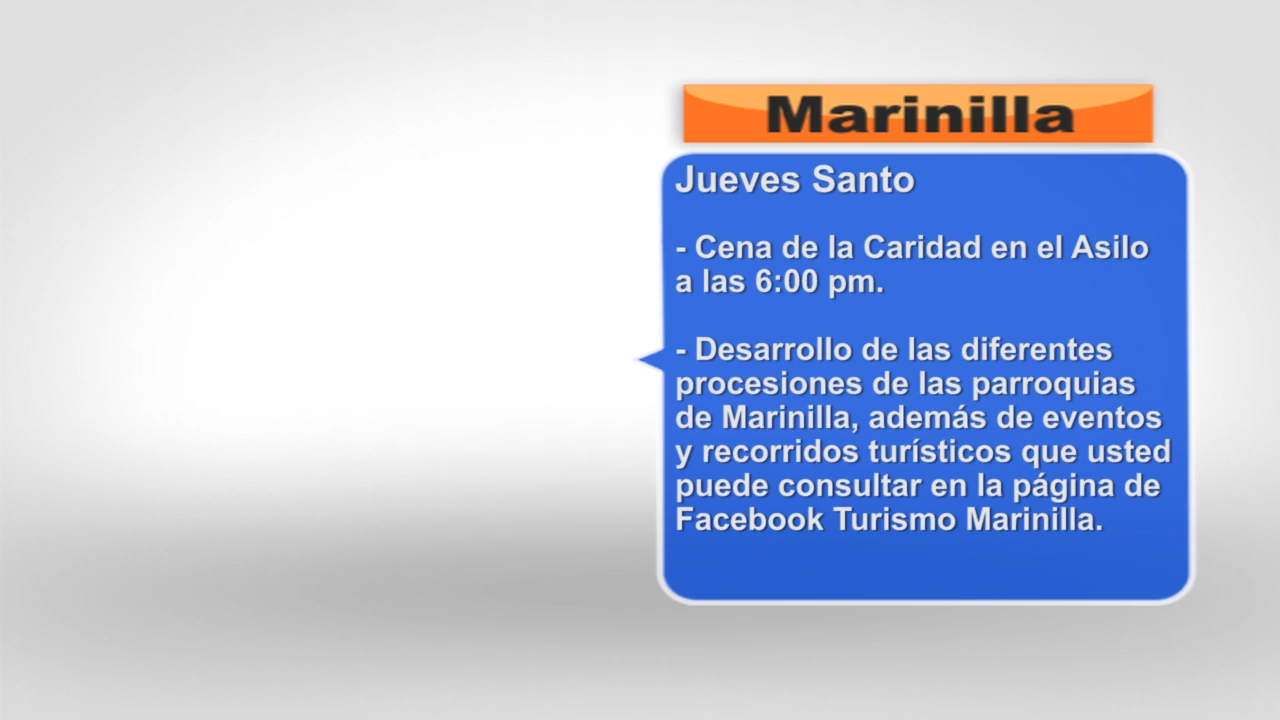 Marinilla
Jueves Santo
- Cena de la Caridad en el Asilo
a las 6:00 pm.
- Desarrollo de las diferentes
procesiones de las parroquias
de Marinilla, además de eventos
y recorridos turísticos que usted
puede consultar en la página de
Facebook Turismo Marinilla.